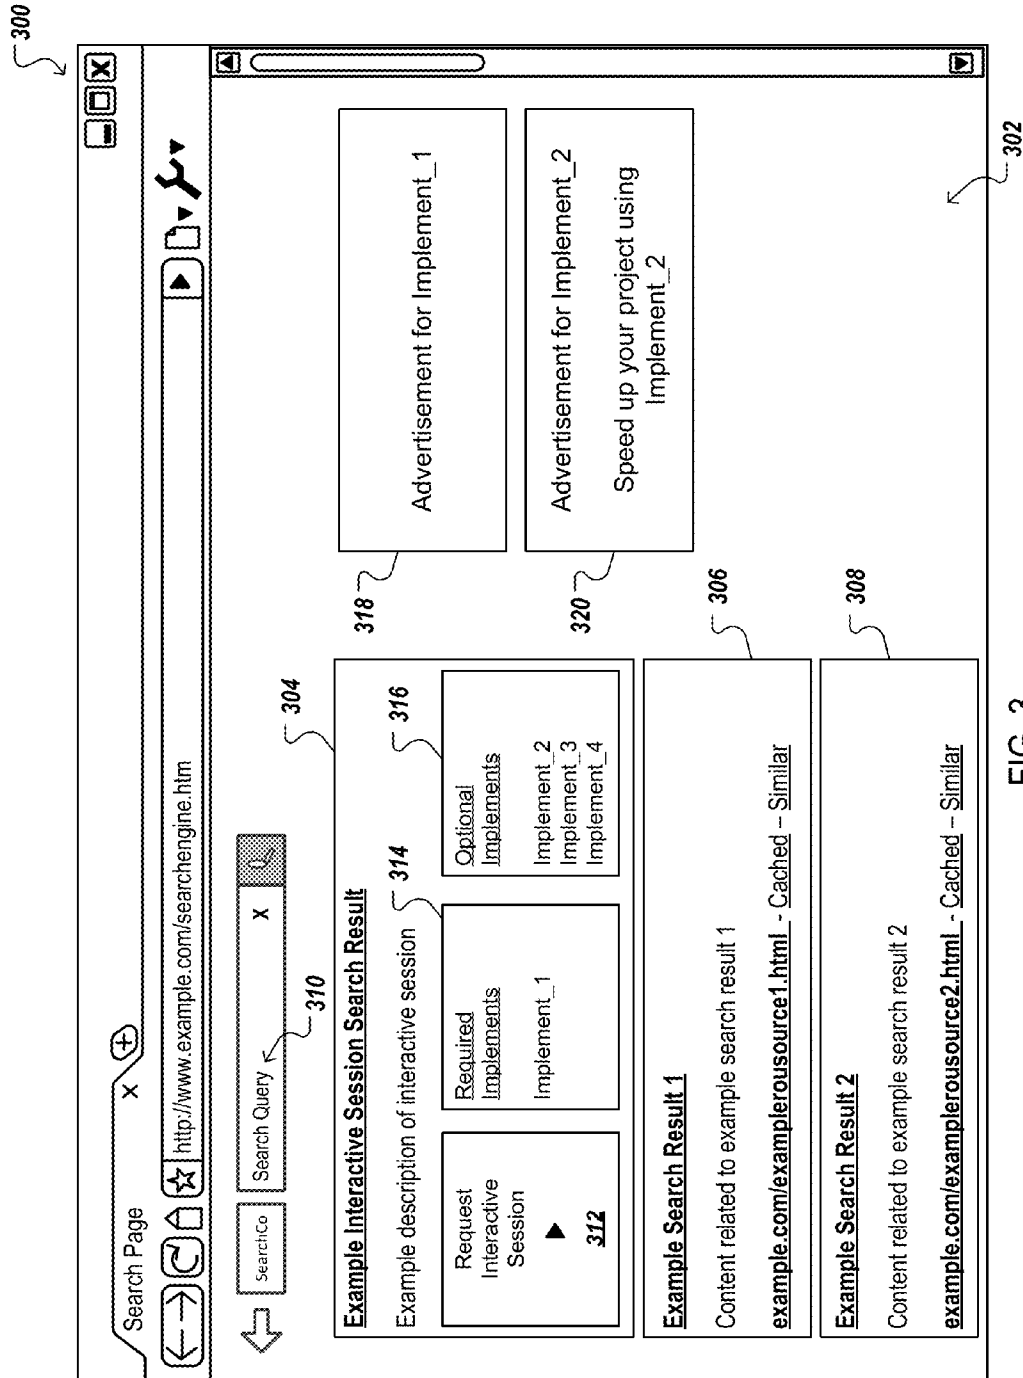 300
Search Page X
http://www.example.com/searchengine.htm
SearchCo
Search Query X
310
304
Example Interactive Session Search Result
Example description of interactive session
Request
Interactive
Session
312
314
Required
Implements
Implement_1
316
Optional
Implements
Implement_2
Implement_3
Implement_4
318
Advertisement for Implement_1
320
Advertisement for Implement_2
Speed up your project using
Implement_2
306
Example Search Result 1
Content related to example search result 1
example.com/examplerousource1.html - Cached – Similar
308
Example Search Result 2
Content related to example search result 2
example.com/examplerousource2.html - Cached – Similar
302